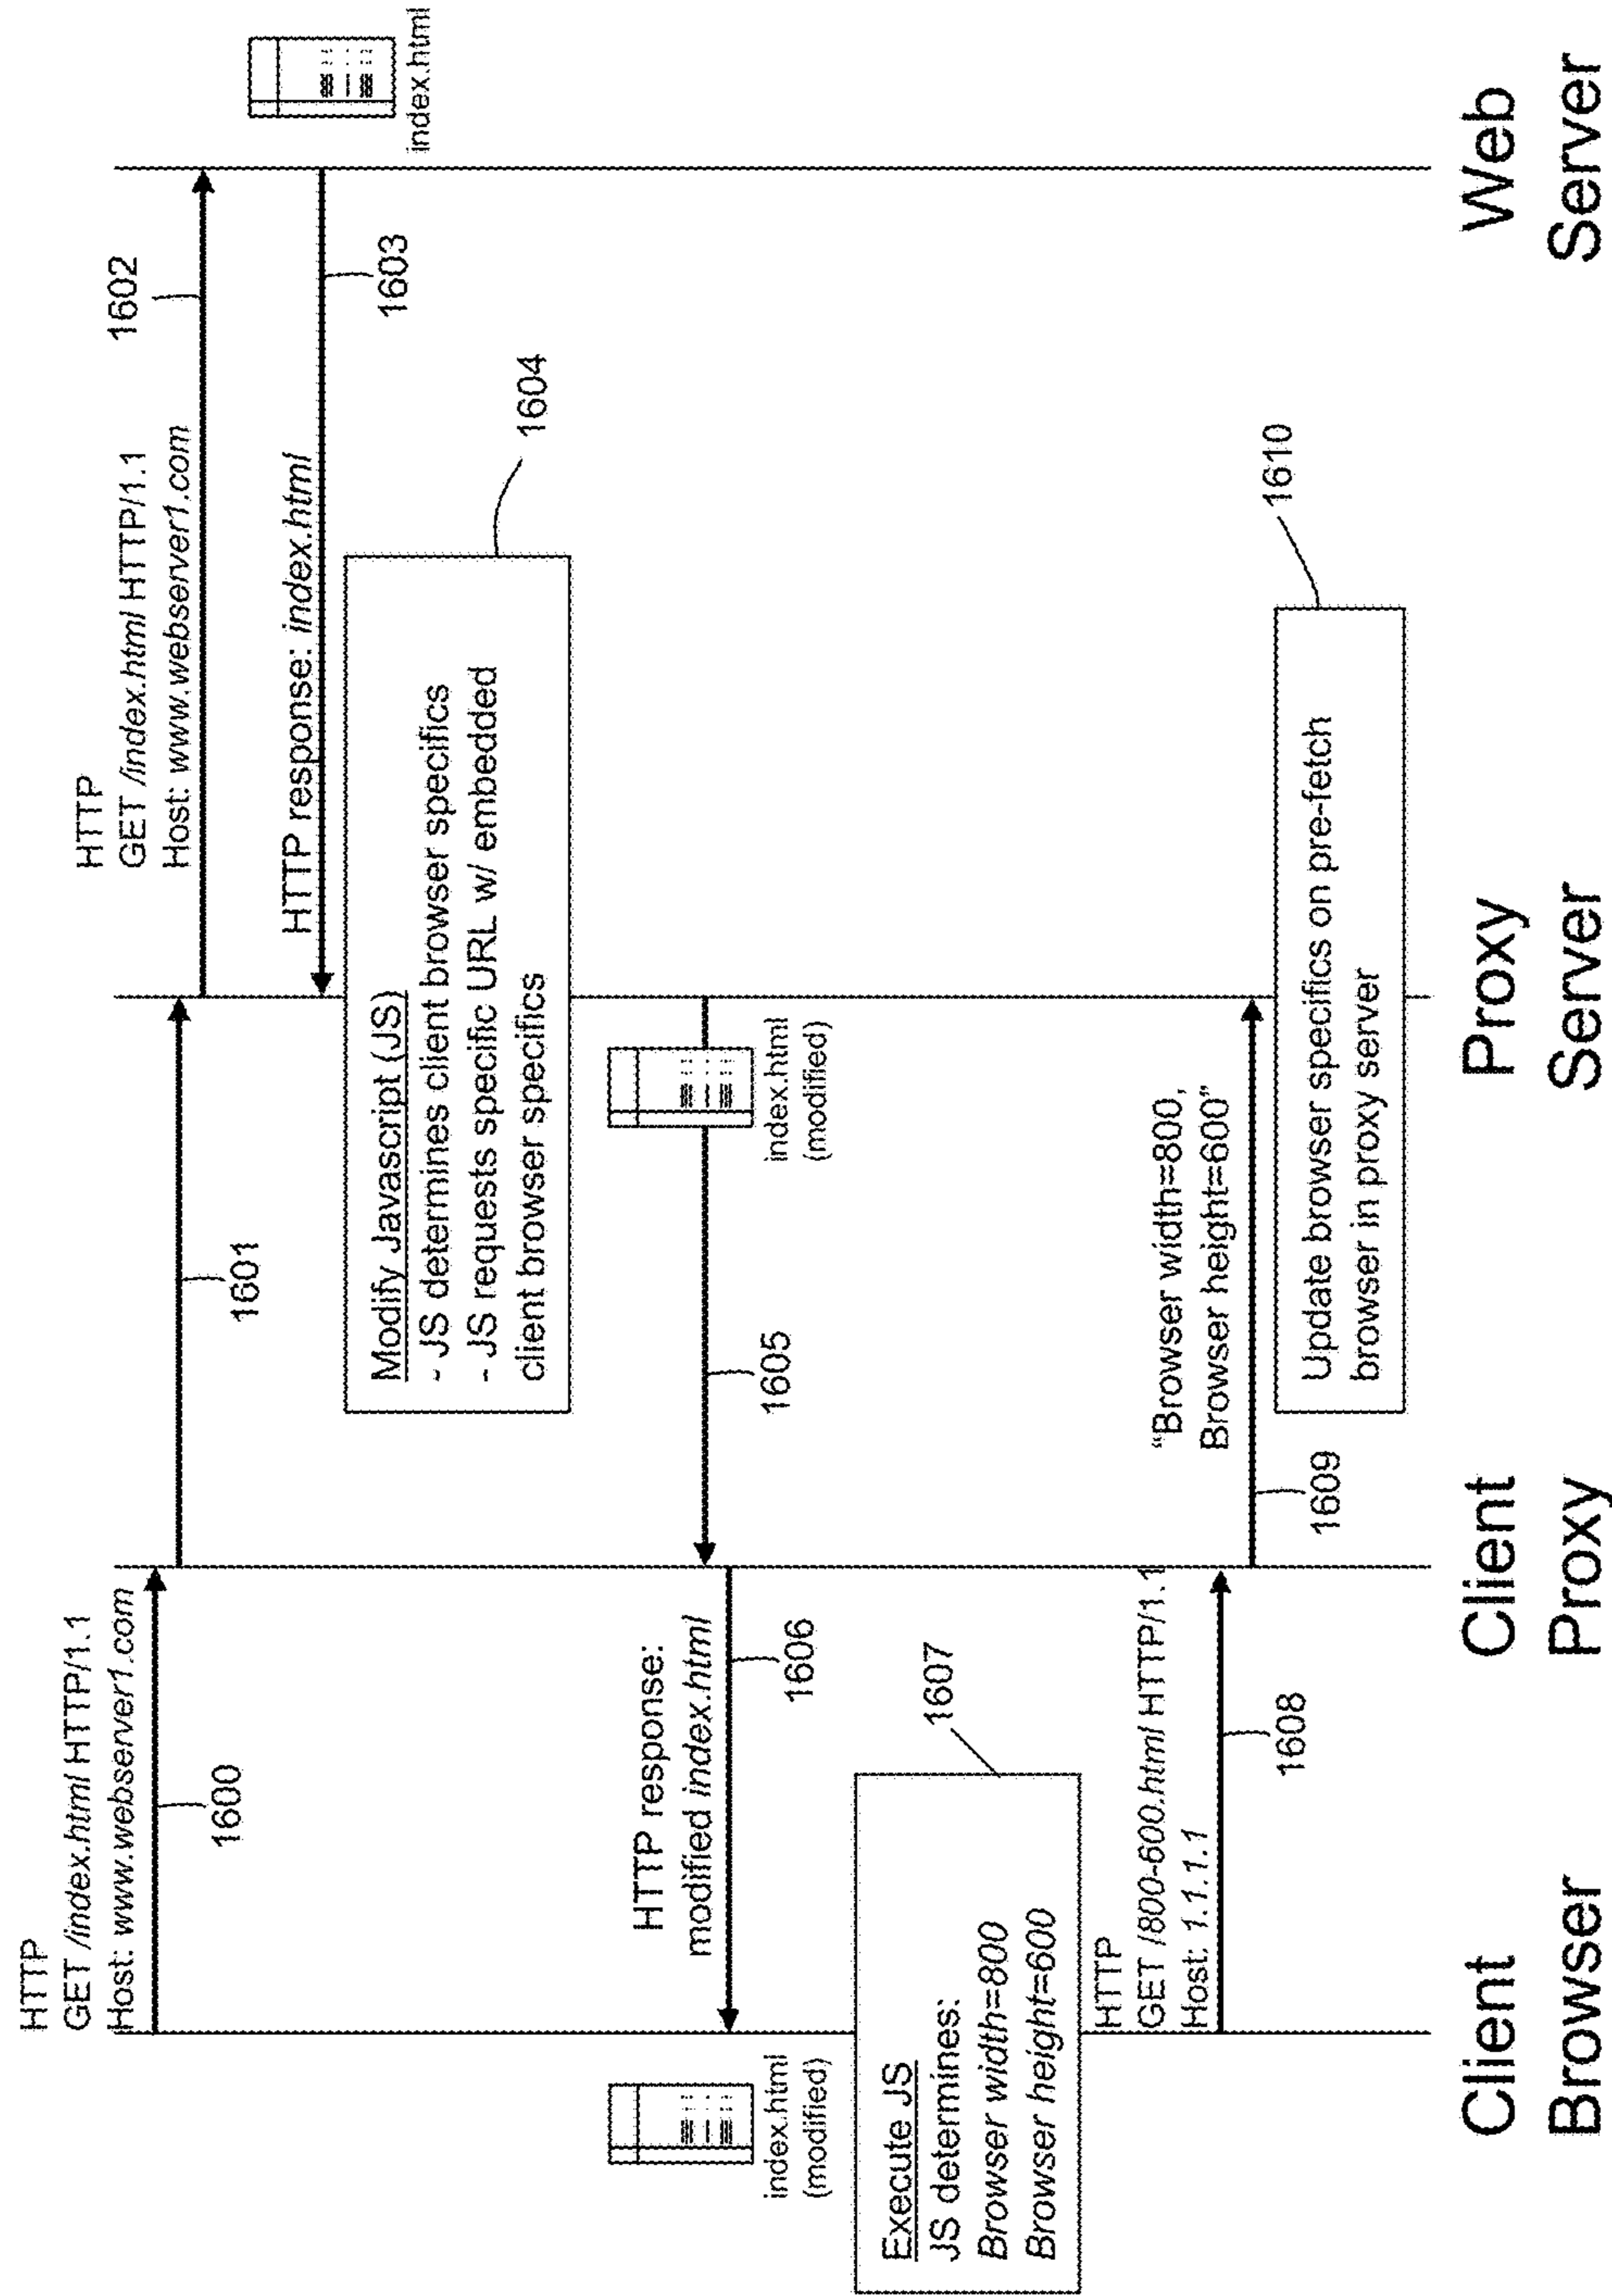 HTTP
GET /index.html HTTP/1.1
Host: www.webserver1.com
1600
1601
HTTP
GET /index.html HTTP/1.1
Host: www.webserver1.com
1602
index.html
HTTP response: index.html
1603
Modify Javascript (JS)
- JS determines client browser specifics
- JS requests specific URL w/ embedded
client browser specifics
1604
index.html
(modified)
1605
HTTP response:
modified index.html
1606
index.html
(modified)
Execute JS
JS determines:
Browser width=800
Browser height=600
1607
HTTP
GET /800-600.html HTTP/1.1
Host: 1.1.1.1
1608
“Browser width=800,
Browser height=600”
1609
Update browser specifics on pre-fetch
browser in proxy server
1610
Client
Browser
Client
Proxy
Proxy
Server
Web
Server